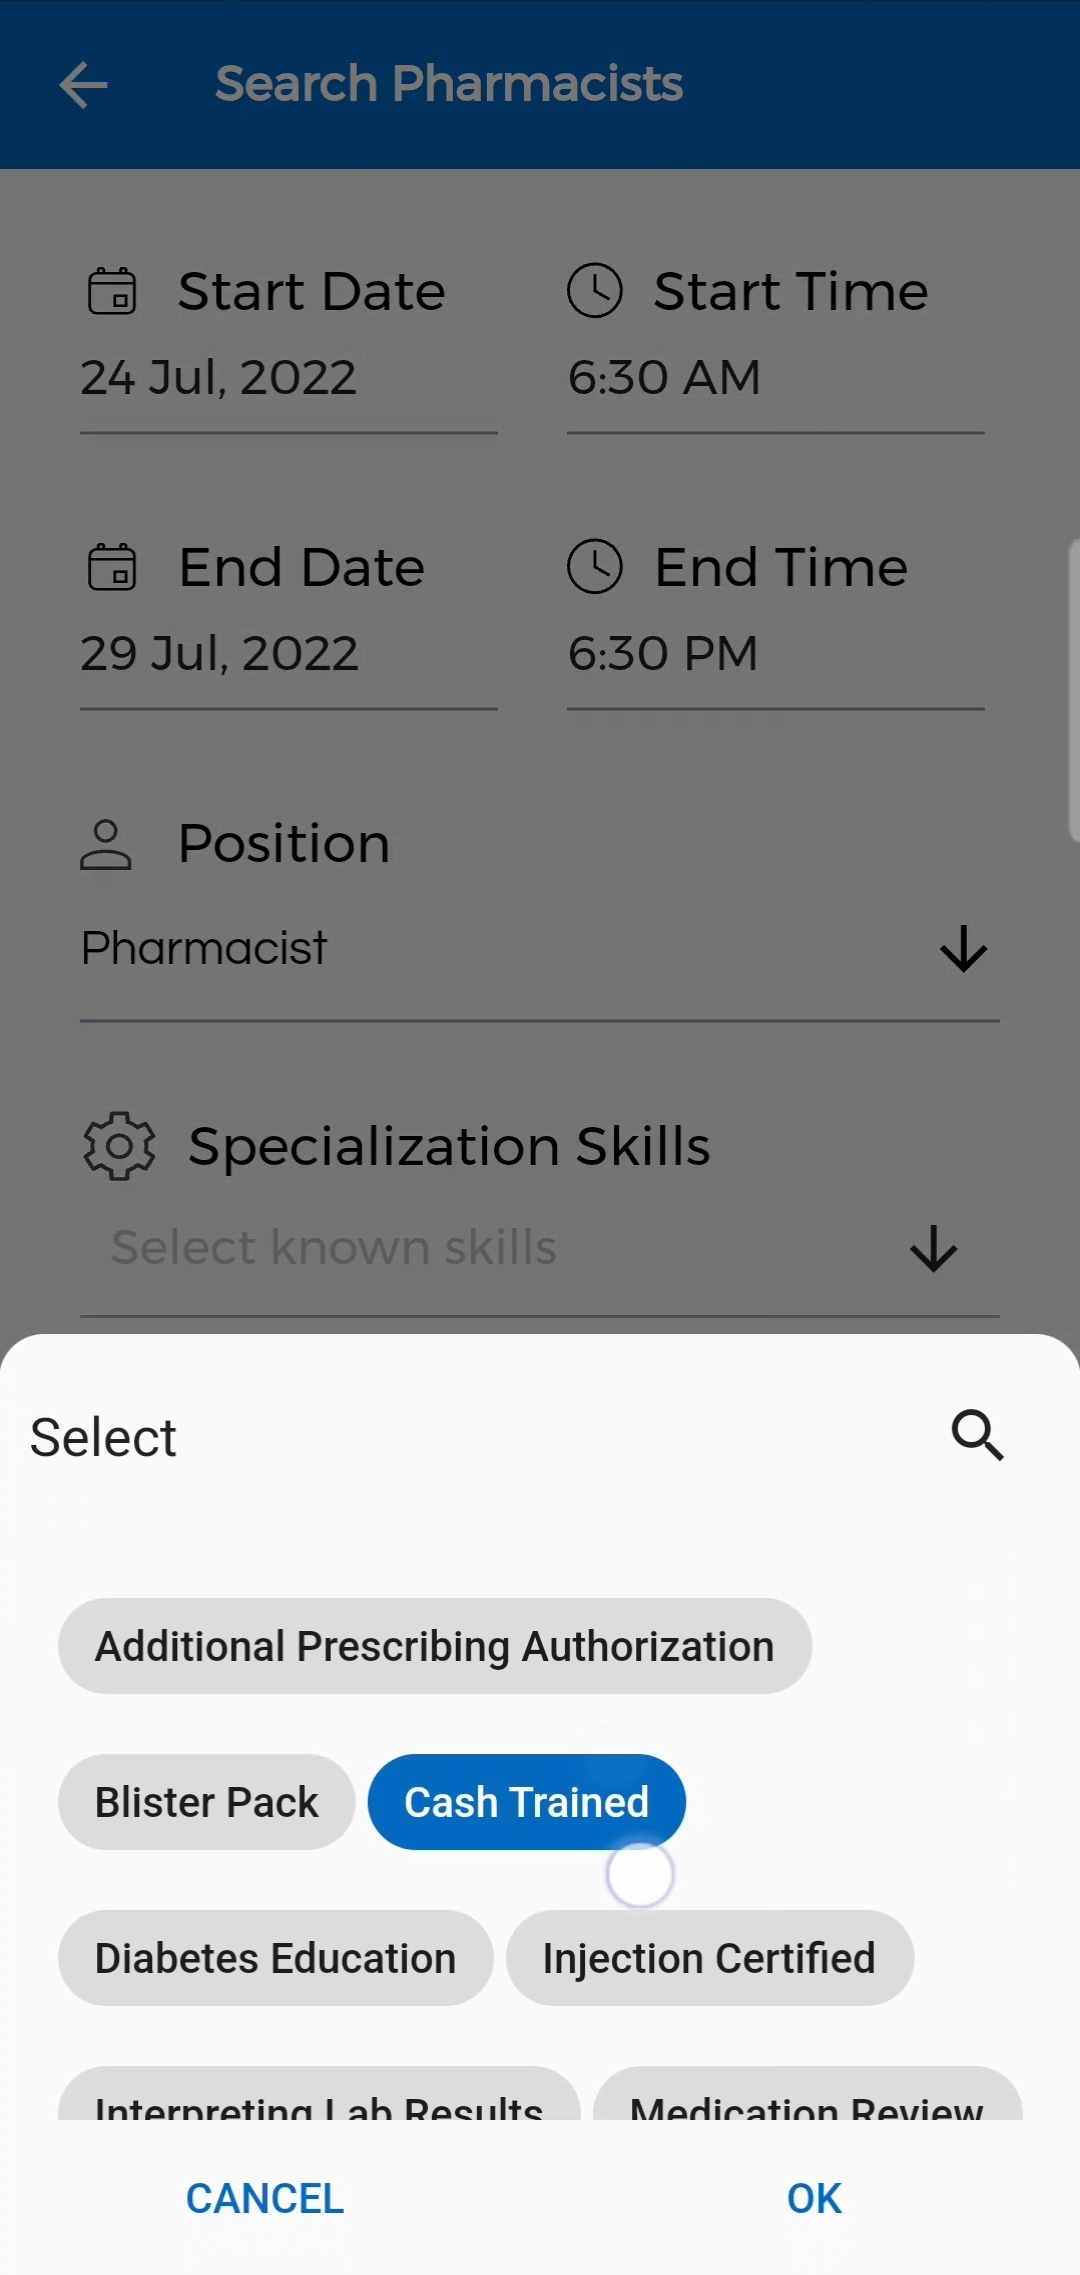 Search Pharmacists
Start Date
Start Time
24 Jul, 2022
6:30 AM
End Date
End Time
29 Jul, 2022
6:30 PM
Position
Pharmacist
Specialization Skills
Select known skills
Select
Additional Prescribing Authorization
Blister Pack
Cash Trained
Diabetes Education
Injection Certified
Interpreting Lab Results
Medication Review
CANCEL
OK